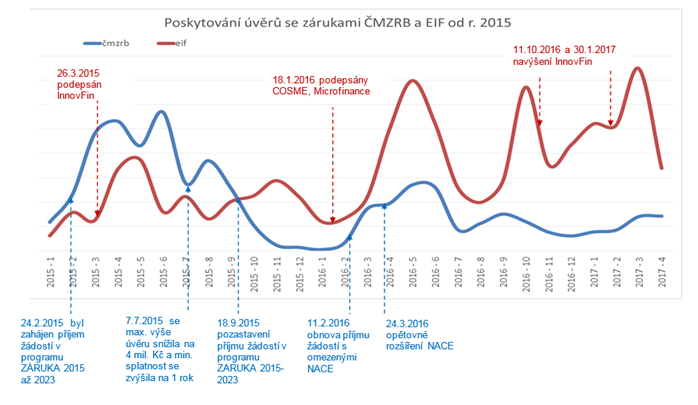 Poskytování úvěrů se zárukami ČMZRB a EIF od r. 2015
čmzrb
eif
26.3.2015
podepsán
InnovFin
18.1.2016 podepsány
COSME, Microfinance
11.10.2016 a 30.1.2017
navýšení InnovFin
2015 - 1
2015 - 2
2015 - 3
2015 - 4
2015 - 5
2015 - 6
2015 - 7
2015 - 8
2015 - 9
2015 - 10
2015 - 11
2015 - 12
2016 - 1
2016 - 2
2016 - 3
2016 - 4
2016 - 5
2016 - 6
2016 - 7
2016 - 8
2016 - 9
2016 - 10
2016 - 11
2016 - 12
2017 - 1
2017 - 2
2017 - 3
2017 - 4
24.2.2015 byl
zahájen příjem
žádostí v
programu
ZÁRUKA 2015
až 2023
7.7.2015 se
max. výše
úvěru snížila na
4 mil. Kč a min.
splatnost se
zvýšila na 1 rok
18.9.2015
pozastavení
příjmu žádostí v
programu
ZÁRUKA 2015-
2023
11.2.2016
obnova příjmu
žádostí s
omezenými
NACE
24.3.2016
opětovné
rozšíření NACE